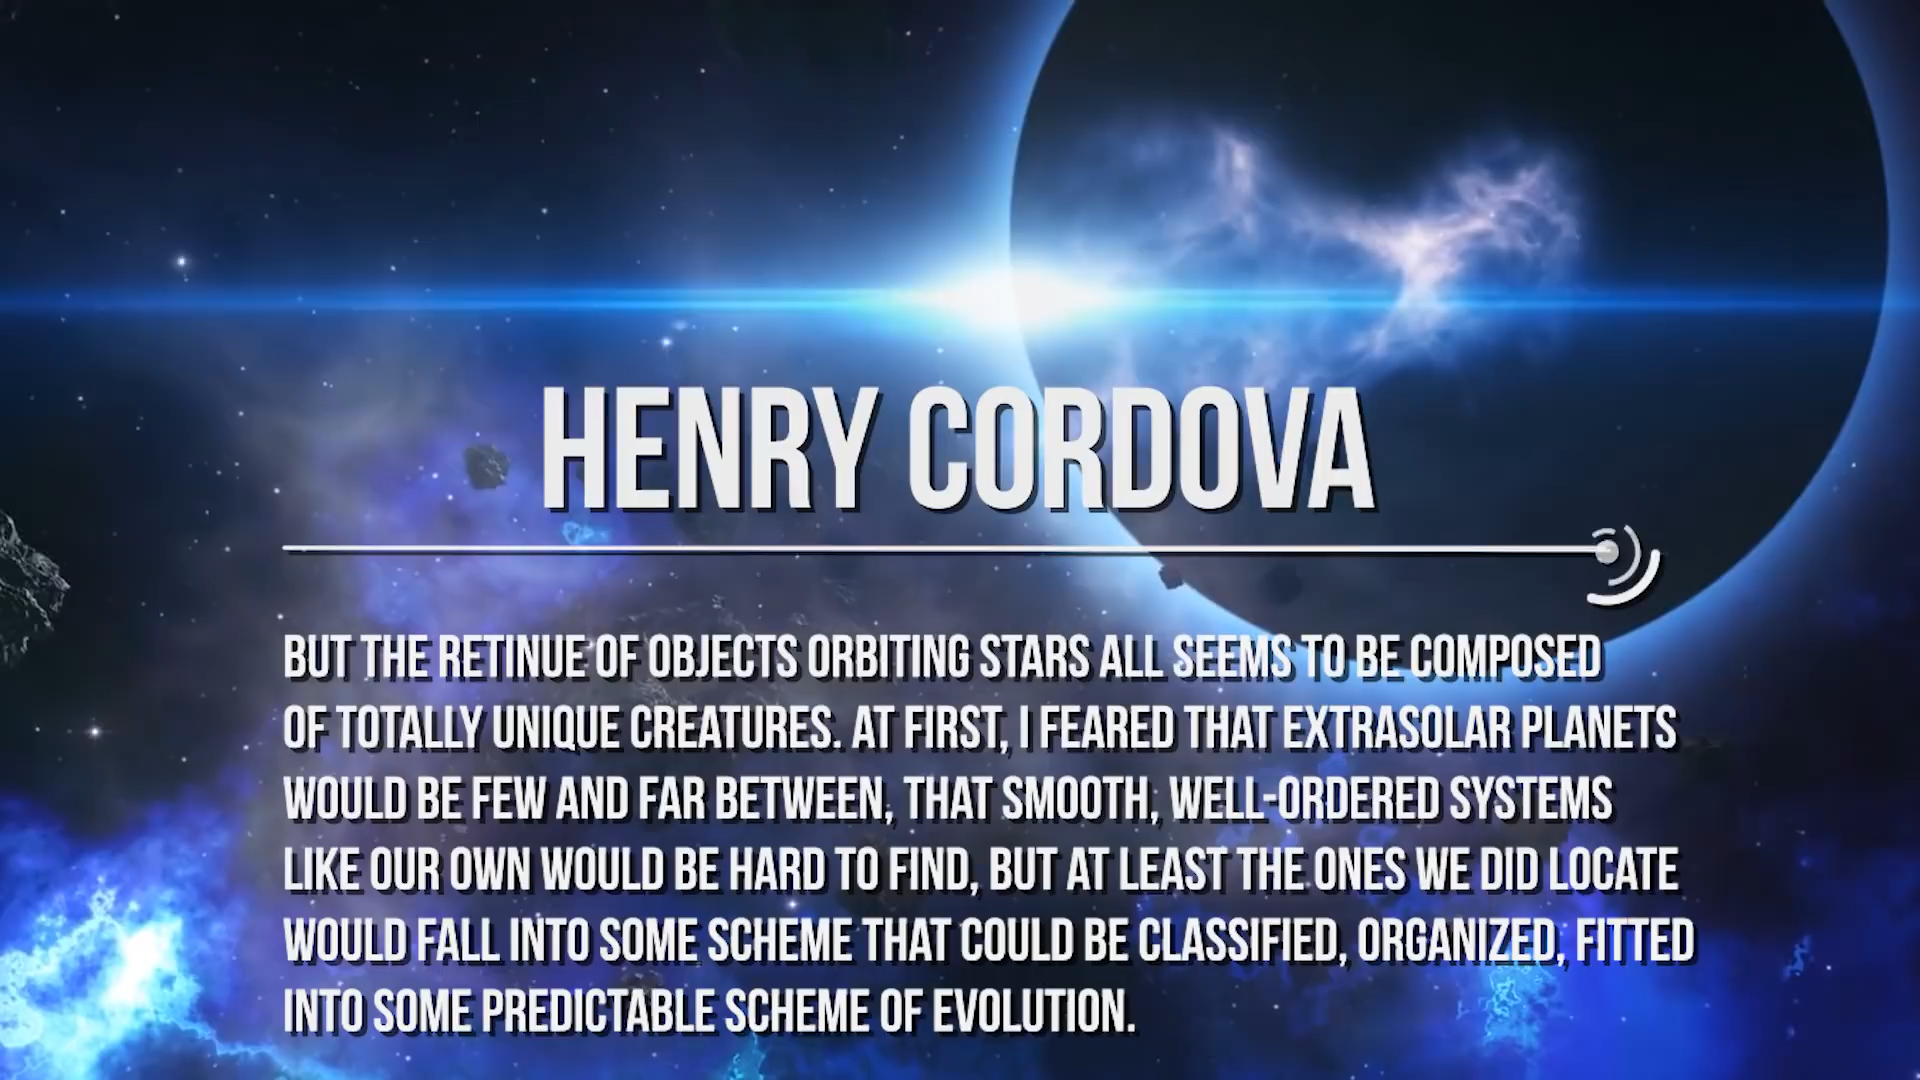 HENRY CORDOVA
BUT THE RETINUE OF OBJECTS ORBITING STARS ALL SEEMS TO BE COMPOSED
OF TOTALLY UNIQUE CREATURES. AT FIRST, I FEARED THAT EXTRASOLAR PLANETS
WOULD BE FEW AND FAR BETWEEN, THAT SMOOTH, WELL-ORDERED SYSTEMS
LIKE OUR OWN WOULD BE HARD TO FIND, BUT AT LEAST THE ONES WE DID LOCATE
WOULD FALL INTO SOME SCHEME THAT COULD BE CLASSIFIED, ORGANIZED, FITTED
INTO SOME PREDICTABLE SCHEME OF EVOLUTION.